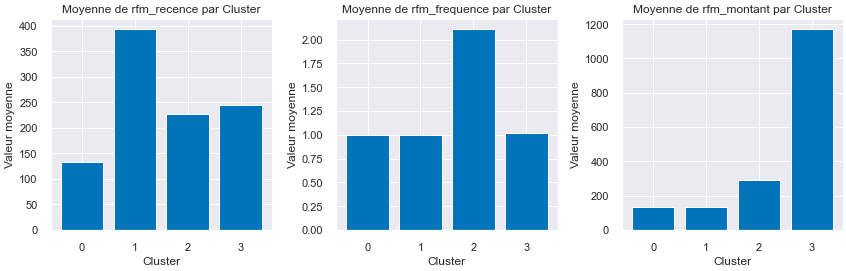 Moyenne de rfm_recence par Cluster
Valeur moyenne
400
350
300
250
200
150
100
50
0
0 1 2 3
Cluster
Moyenne de rfm_frequence par Cluster
Valeur moyenne
2.00
1.75
1.50
1.25
1.00
0.75
0.50
0.25
0.00
0 1 2 3
Cluster
Moyenne de rfm_montant par Cluster
Valeur moyenne
1200
1000
800
600
400
200
0
0 1 2 3
Cluster